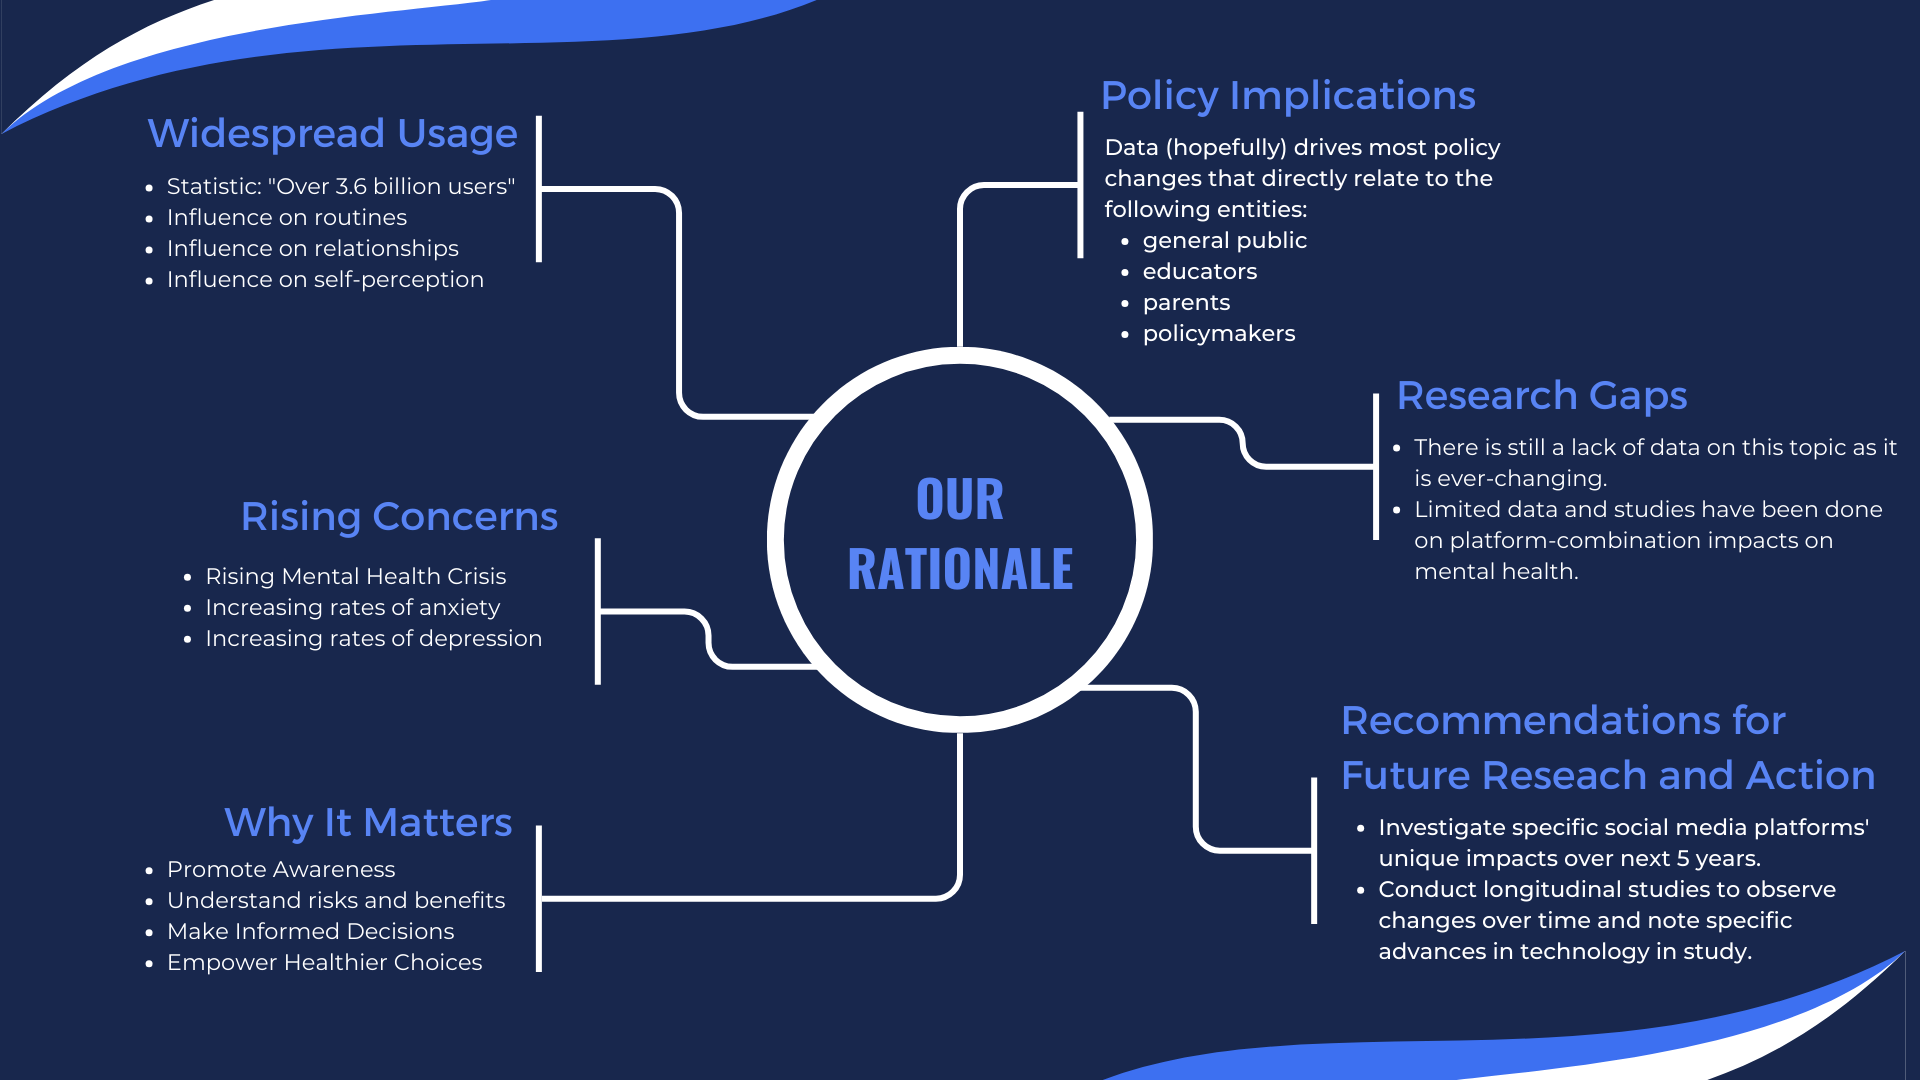 Widespread Usage
• Statistic: "Over 3.6 billion users"
• Influence on routines
• Influence on relationships
• Influence on self-perception
Rising Concerns
• Rising Mental Health Crisis
• Increasing rates of anxiety
• Increasing rates of depression
Why It Matters
• Promote Awareness
• Understand risks and benefits
• Make Informed Decisions
• Empower Healthier Choices
OUR
RATIONALE
Policy Implications
Data (hopefully) drives most policy
changes that directly relate to the
following entities:
• general public
• educators
• parents
• policymakers
Research Gaps
• There is still a lack of data on this topic as it
is ever-changing.
• Limited data and studies have been done
on platform-combination impacts on
mental health.
Recommendations for
Future Reseach and Action
• Investigate specific social media platforms'
unique impacts over next 5 years.
• Conduct longitudinal studies to observe
changes over time and note specific
advances in technology in study.